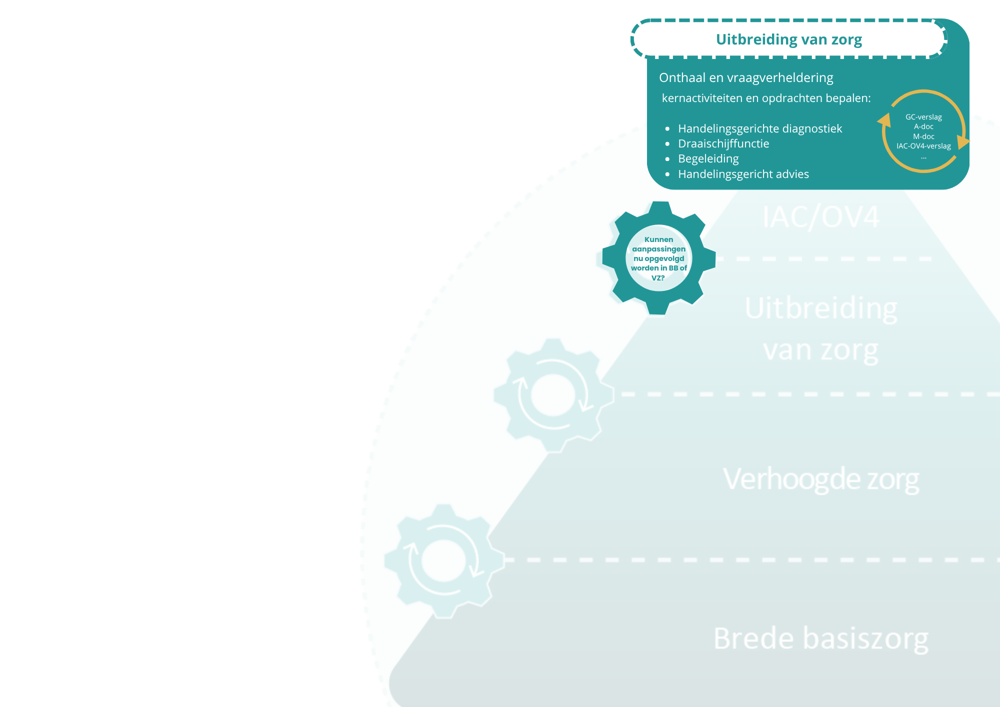 Uitbreiding van zorg
Onthaal en vraagverheldering
kernactiviteiten en opdrachten bepalen:
• Handelingsgerichte diagnostiek
• Draaischijffunctie
• Begeleiding
• Handelingsgericht advies
GC-verslag
A-doc
M-doc
IAC-OV4-verslag
...
IAC/OV4
Kunnen
aanpassingen
nu opgevolgd
worden in BB of
VZ?
Uitbreiding
van zorg
Verhoogde zorg
Brede basiszorg